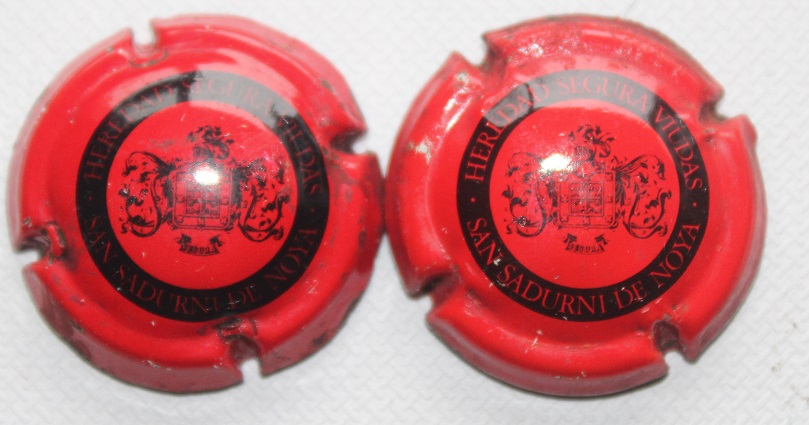 HEREDAD SEGURA VIUDAS
· SAN SADURNI DE NOYA ·
HEREDAD SEGURA VIUDAS
· SAN SADURNI DE NOYA ·